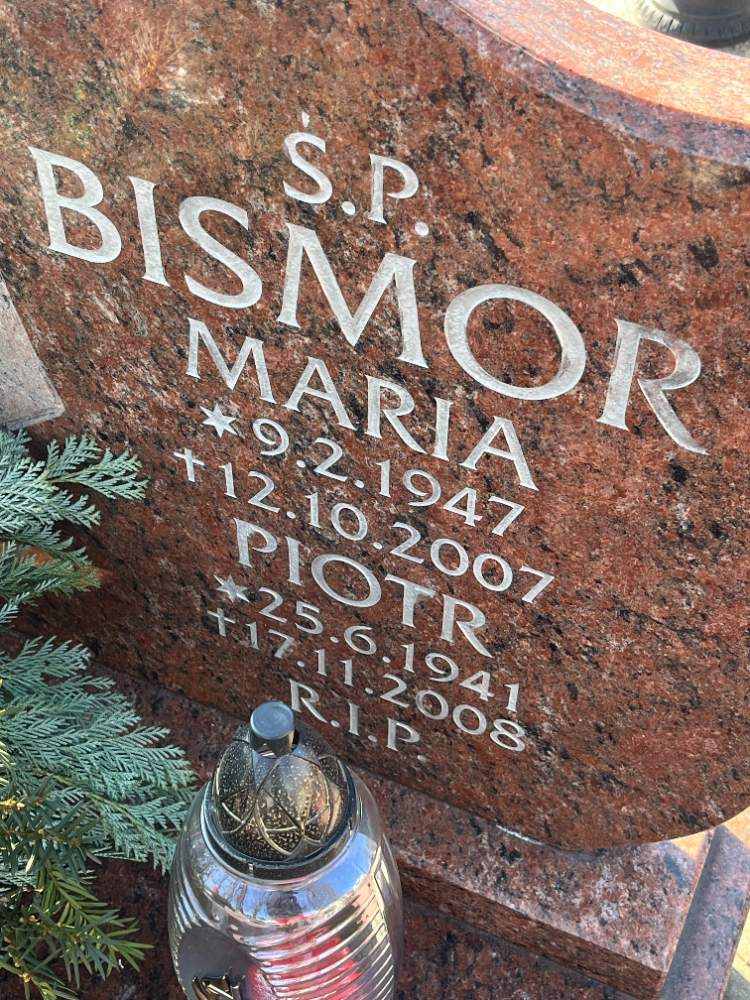 Ś.P.
BISMOR
MARIA
*9.2.1947
†12.10.2007
PIOTR
*25.6.1941
†17.11.2008
R.I.P.